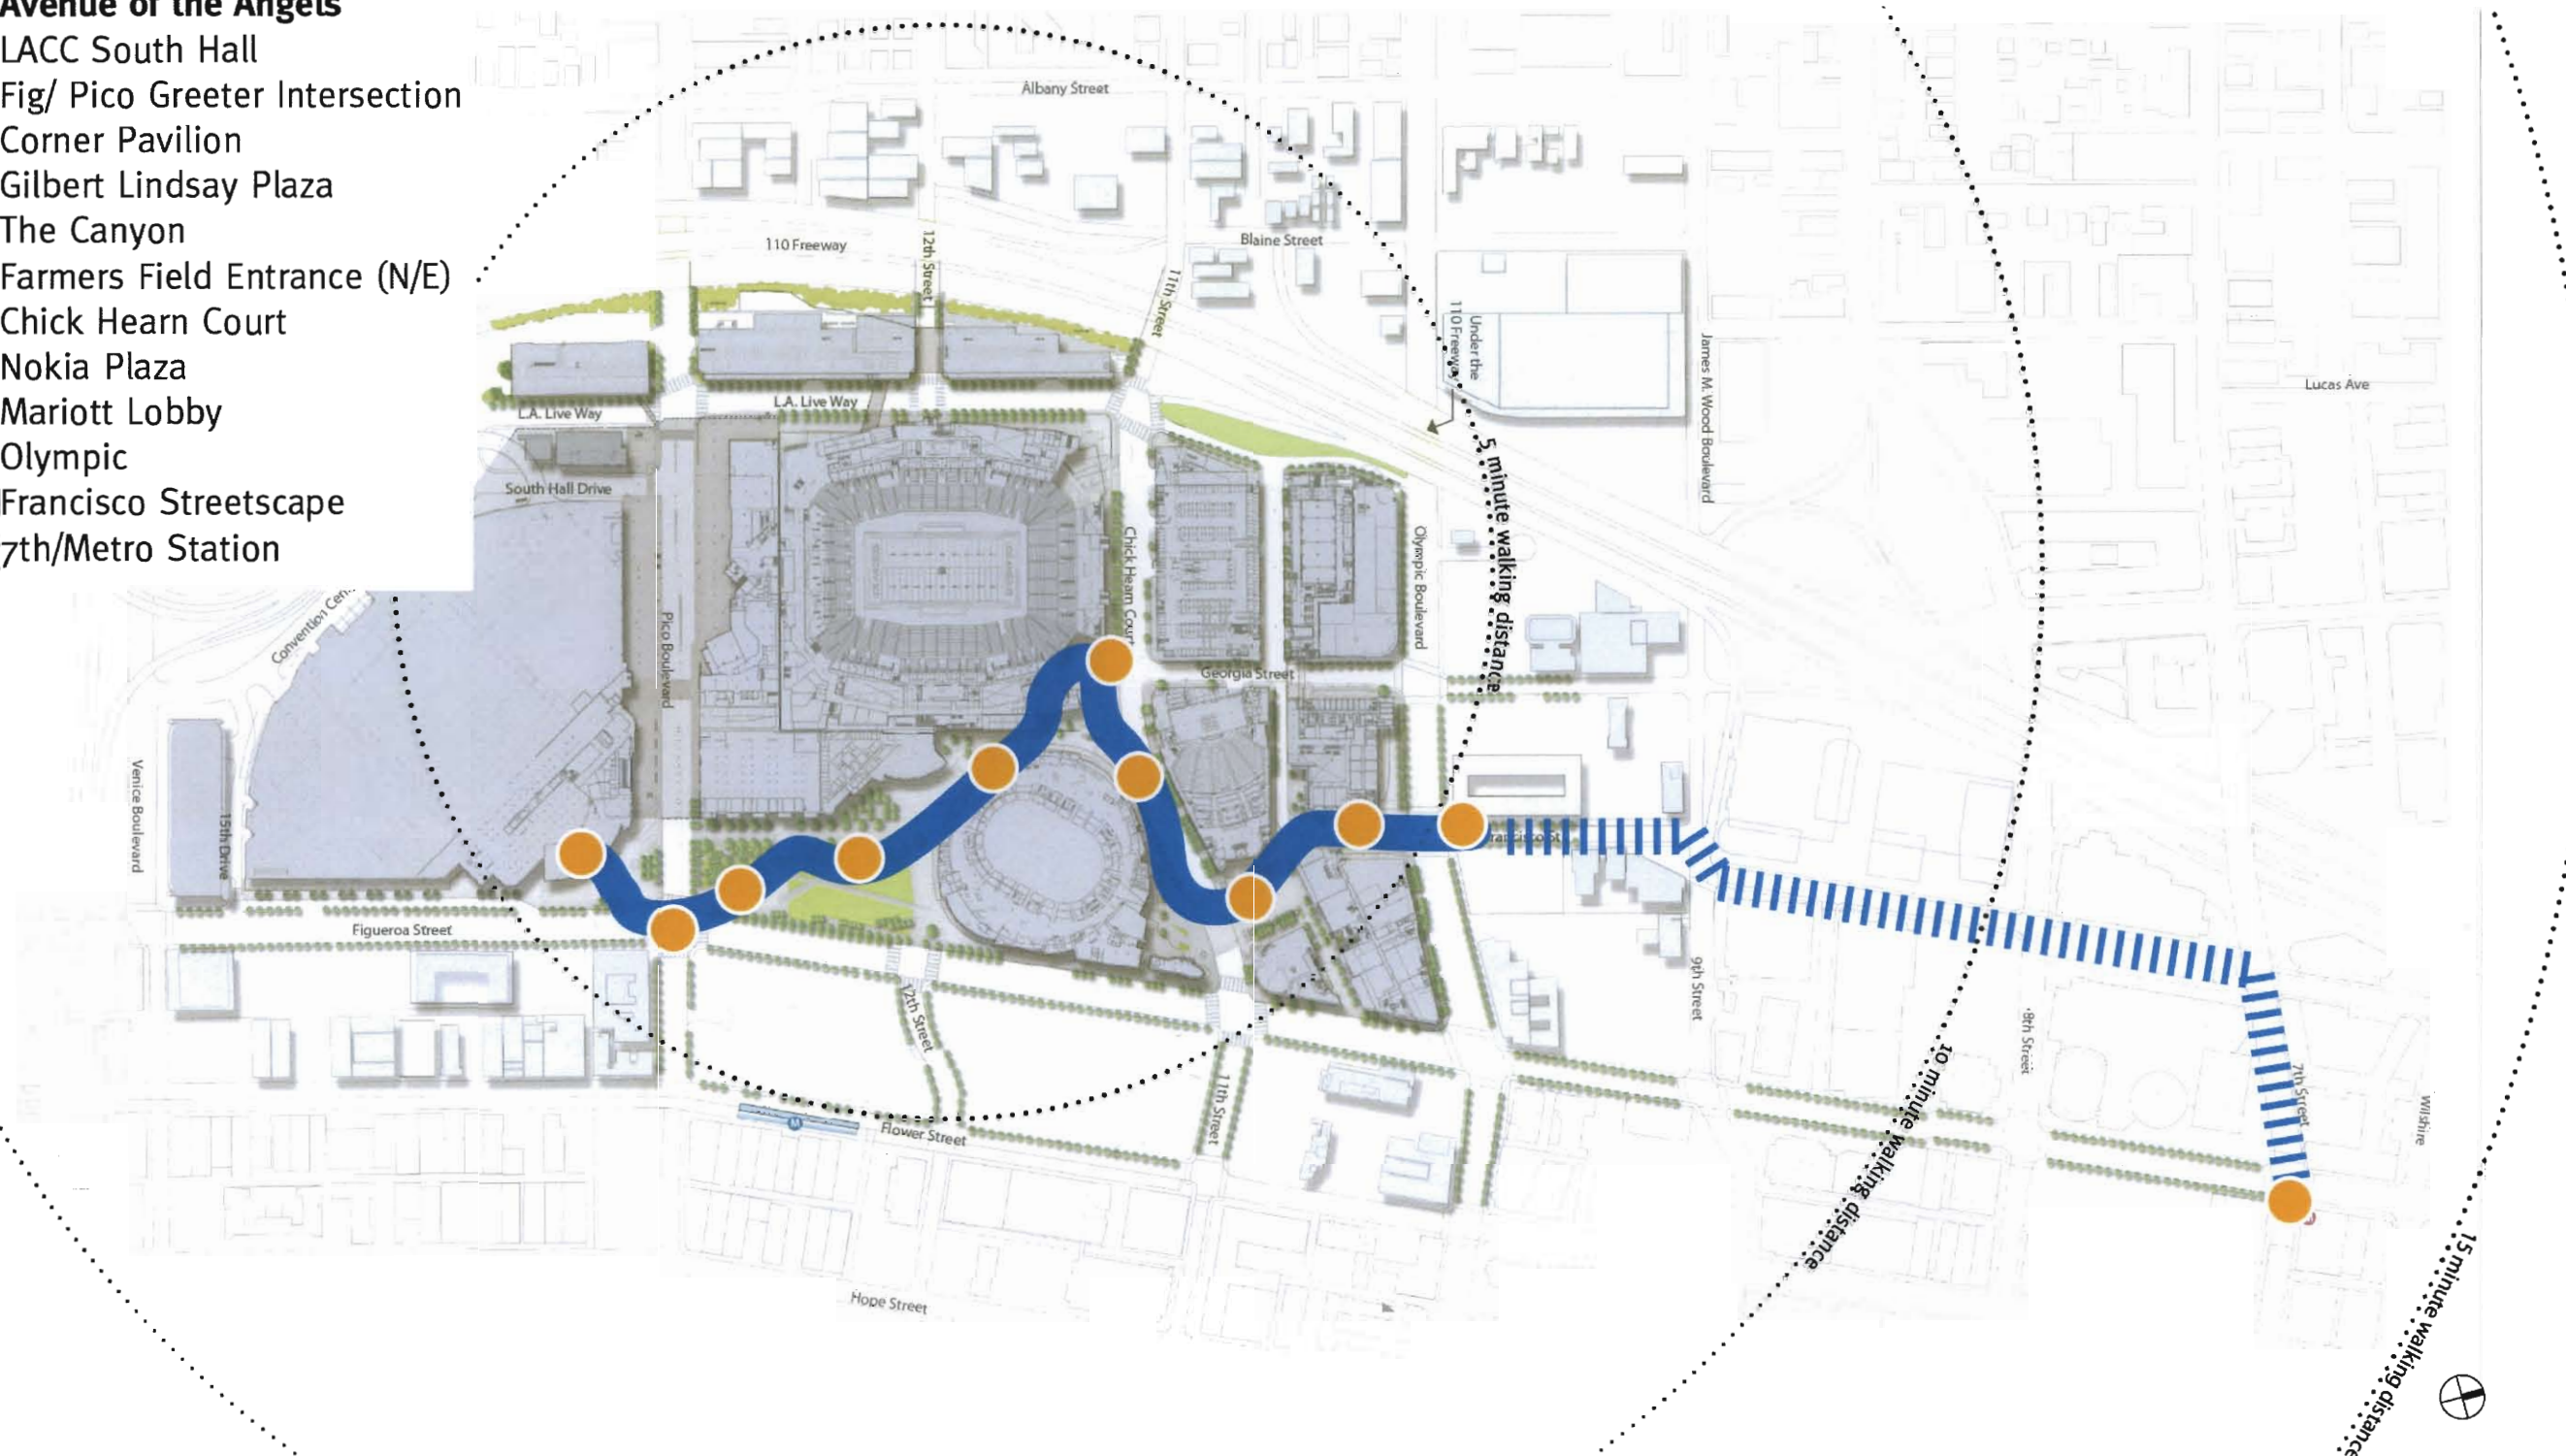 Avenue of the Angels
LACC South Hall
Fig/ Pico Greeter Intersection
Corner Pavilion
Gilbert Lindsay Plaza
The Canyon
Farmers Field Entrance (N/E)
Chick Hearn Court
Nokia Plaza
Mariott Lobby
Olympic
Francisco Streetscape
7th/Metro Station
Albany Street
110 Freeway
12th Street
11th Street
Blaine Street
Under the
110 Freeway
James M. Wood Boulevard
Lucas Ave
L.A. Live Way
L.A. Live Way
South Hall Drive
5 minute walking distance
Chick Hearn Court
Olympic Boulevard
Convention Cen
Pico Boulevard
Georgia Street
Venice Boulevard
15th Drive
rancisco St
Figueroa Street
12th Street
9th Street
8th Street
10 minute walking distance
11th Street
7th Street
Wilshire
M
Flower Street
Hope Street
15 minute walking distance